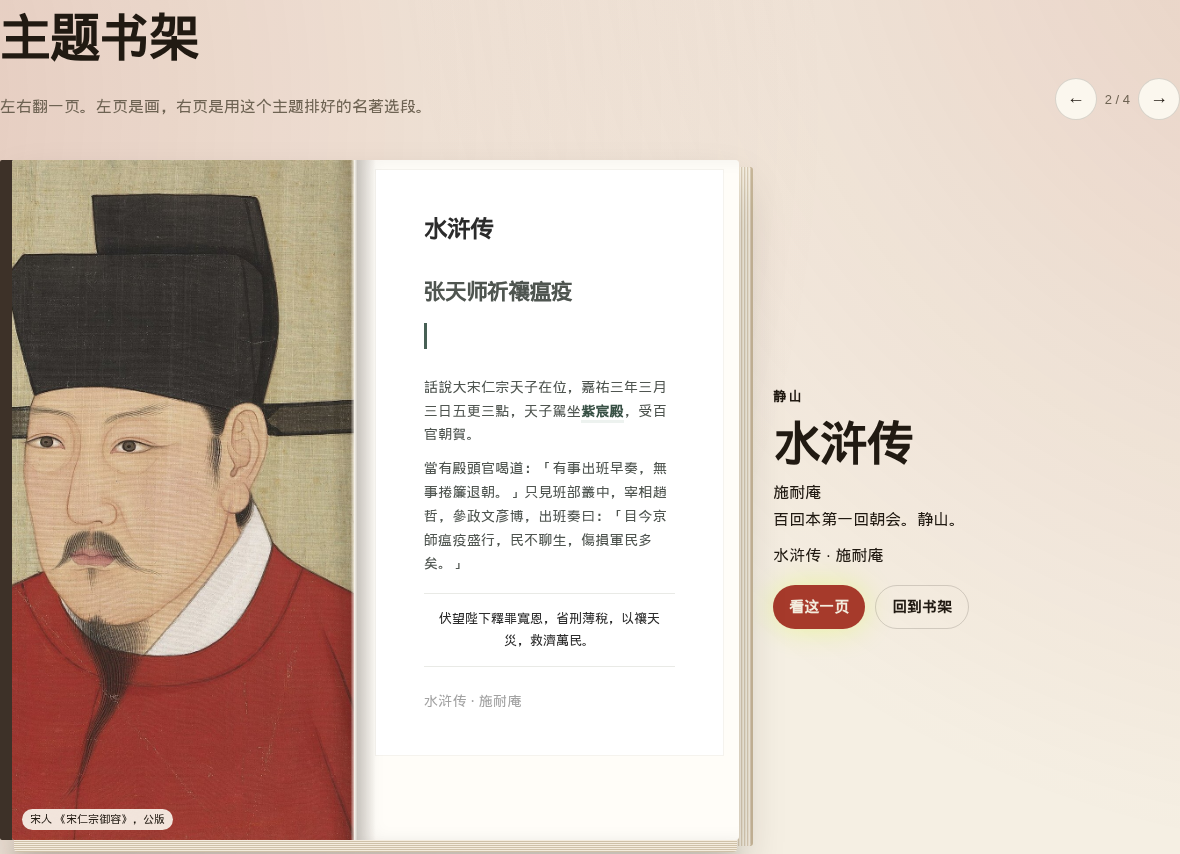 主题书架
左右翻一页。左页是画，右页是用这个主题排好的名著选段。
←
2 / 4
→
水浒传
张天师祈禳瘟疫
話說大宋仁宗天子在位，嘉祐三年三月
三日五更三點，天子駕坐紫宸殿，受百
官朝賀。
當有殿頭官喝道：「有事出班早奏，無
事捲簾退朝。」只見班部叢中，宰相趙
哲，參政文彥博，出班奏曰：「目今京
師瘟疫盛行，民不聊生，傷損軍民多
矣。」
伏望陛下釋罪寬恩，省刑薄稅，以禳天
災，救濟萬民。
水浒传 · 施耐庵
宋人 《宋仁宗御容》，公版
静山
水浒传
施耐庵
百回本第一回朝会。静山。
水浒传 · 施耐庵
看这一页
回到书架